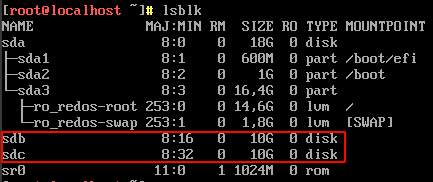 [root@localhost ]# lsblk
NAME MAJ:MIN RM SIZE RO TYPE MOUNTPOINT
sda 8:0 0 18G 0 disk
├─sda1 8:1 0 600M 0 part /boot/efi
├─sda2 8:2 0 1G 0 part /boot
└─sda3 8:3 0 16,4G 0 part
├─ro_redos-root 253:0 0 14,6G 0 lvm /
└─ro_redos-swap 253:1 0 1,8G 0 lvm [SWAP]
sdb 8:16 0 10G 0 disk
sdc 8:32 0 10G 0 disk
sr0 11:0 1 1024M 0 rom